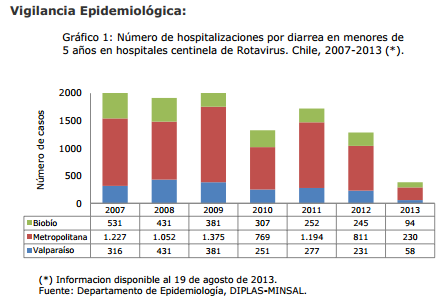 Vigilancia Epidemiológica:
Gráfico 1: Número de hospitalizaciones por diarrea en menores de
5 años en hospitales centinela de Rotavirus. Chile, 2007-2013 (*).
2000
1500
1000
500
0
Número de casos
2007 2008 2009 2010 2011 2012 2013
Biobío 531 431 381 307 252 245 94
Metropolitana 1.227 1.052 1.375 769 1.194 811 230
Valparaíso 316 431 381 251 277 231 58
(*) Informacion disponible al 19 de agosto de 2013.
Fuente: Departamento de Epidemiología, DIPLAS-MINSAL.